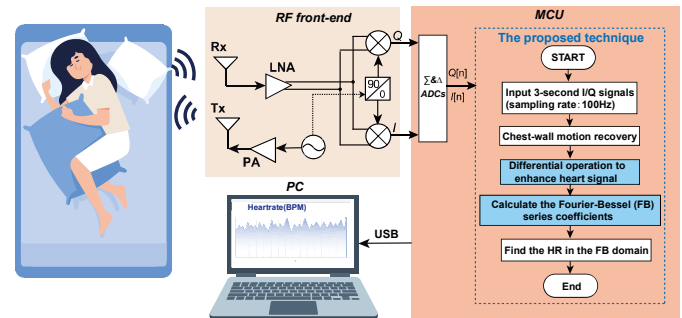 RF front-end
Rx
LNA
Q
90
0
Tx
PA
I
∑&Δ
ADCs
Q[n]
I[n]
MCU
The proposed technique
START
Input 3-second I/Q signals
(sampling rate:100Hz)
Chest-wall motion recovery
Differential operation to
enhance heart signal
Calculate the Fourier-Bessel (FB)
series coefficients
Find the HR in the FB domain
End
PC
Heartrate(BPM)
USB